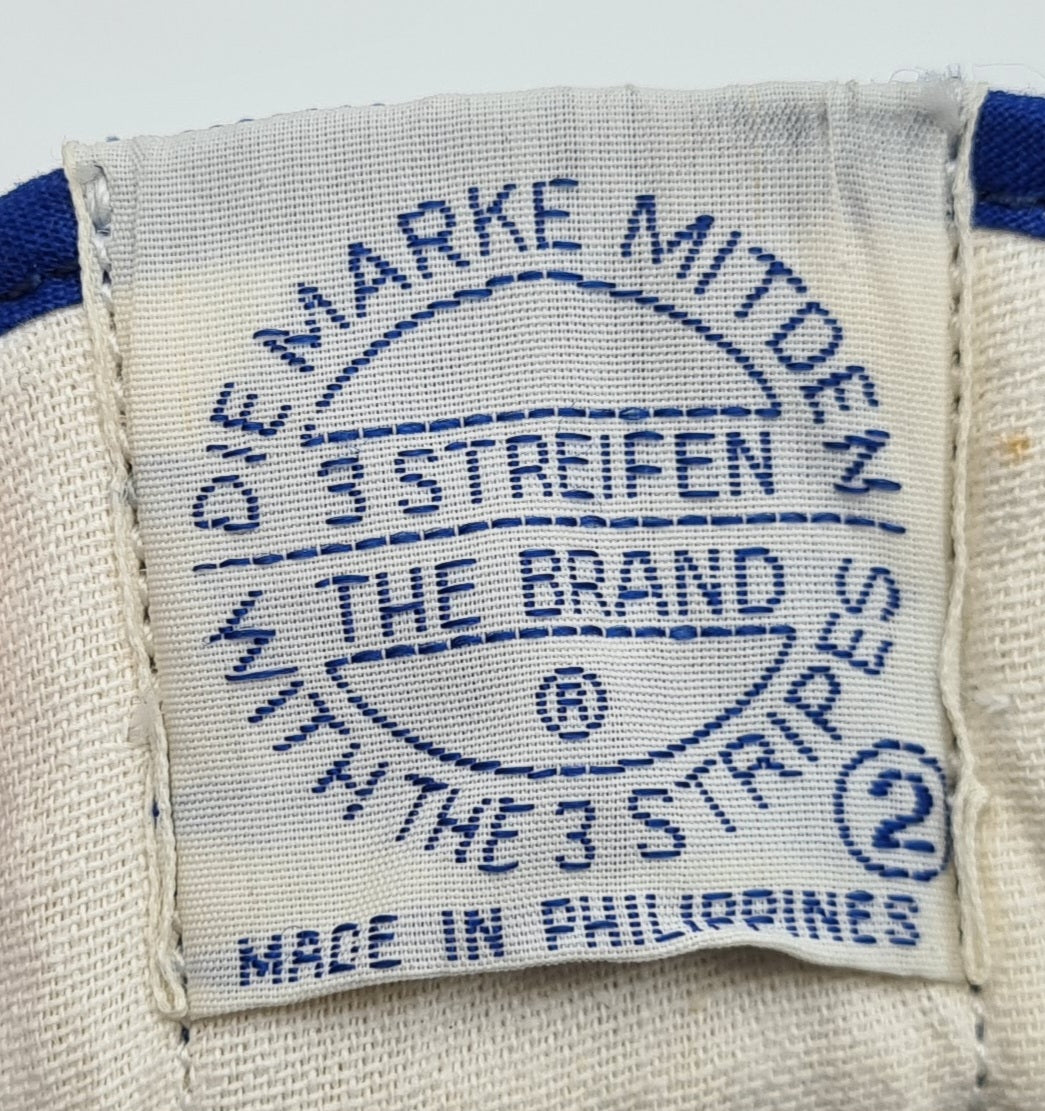 DIE MARKE MIT DEN
3 STREIFEN
THE BRAND
®
WITH THE 3 STRIPES
2
MADE IN PHILIPPINES